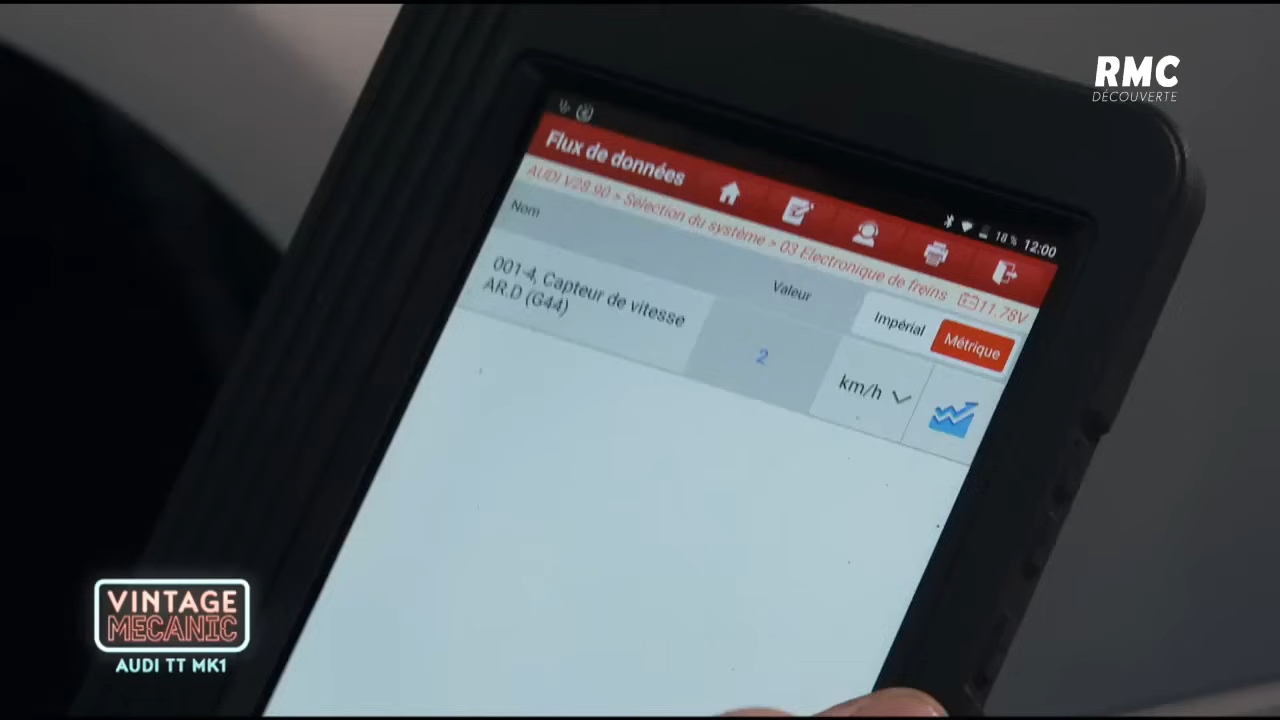 RMC
DÉCOUVERTE
18 % 12:00
Flux de données
AUDI V28.90 > Sélection du système > 03 Electronique de freins 11.78V
Nom
Valeur
Impérial
Métrique
001-4, Capteur de vitesse
AR.D (G44)
2
km/h
VINTAGE
MECANIC
AUDI TT MK1